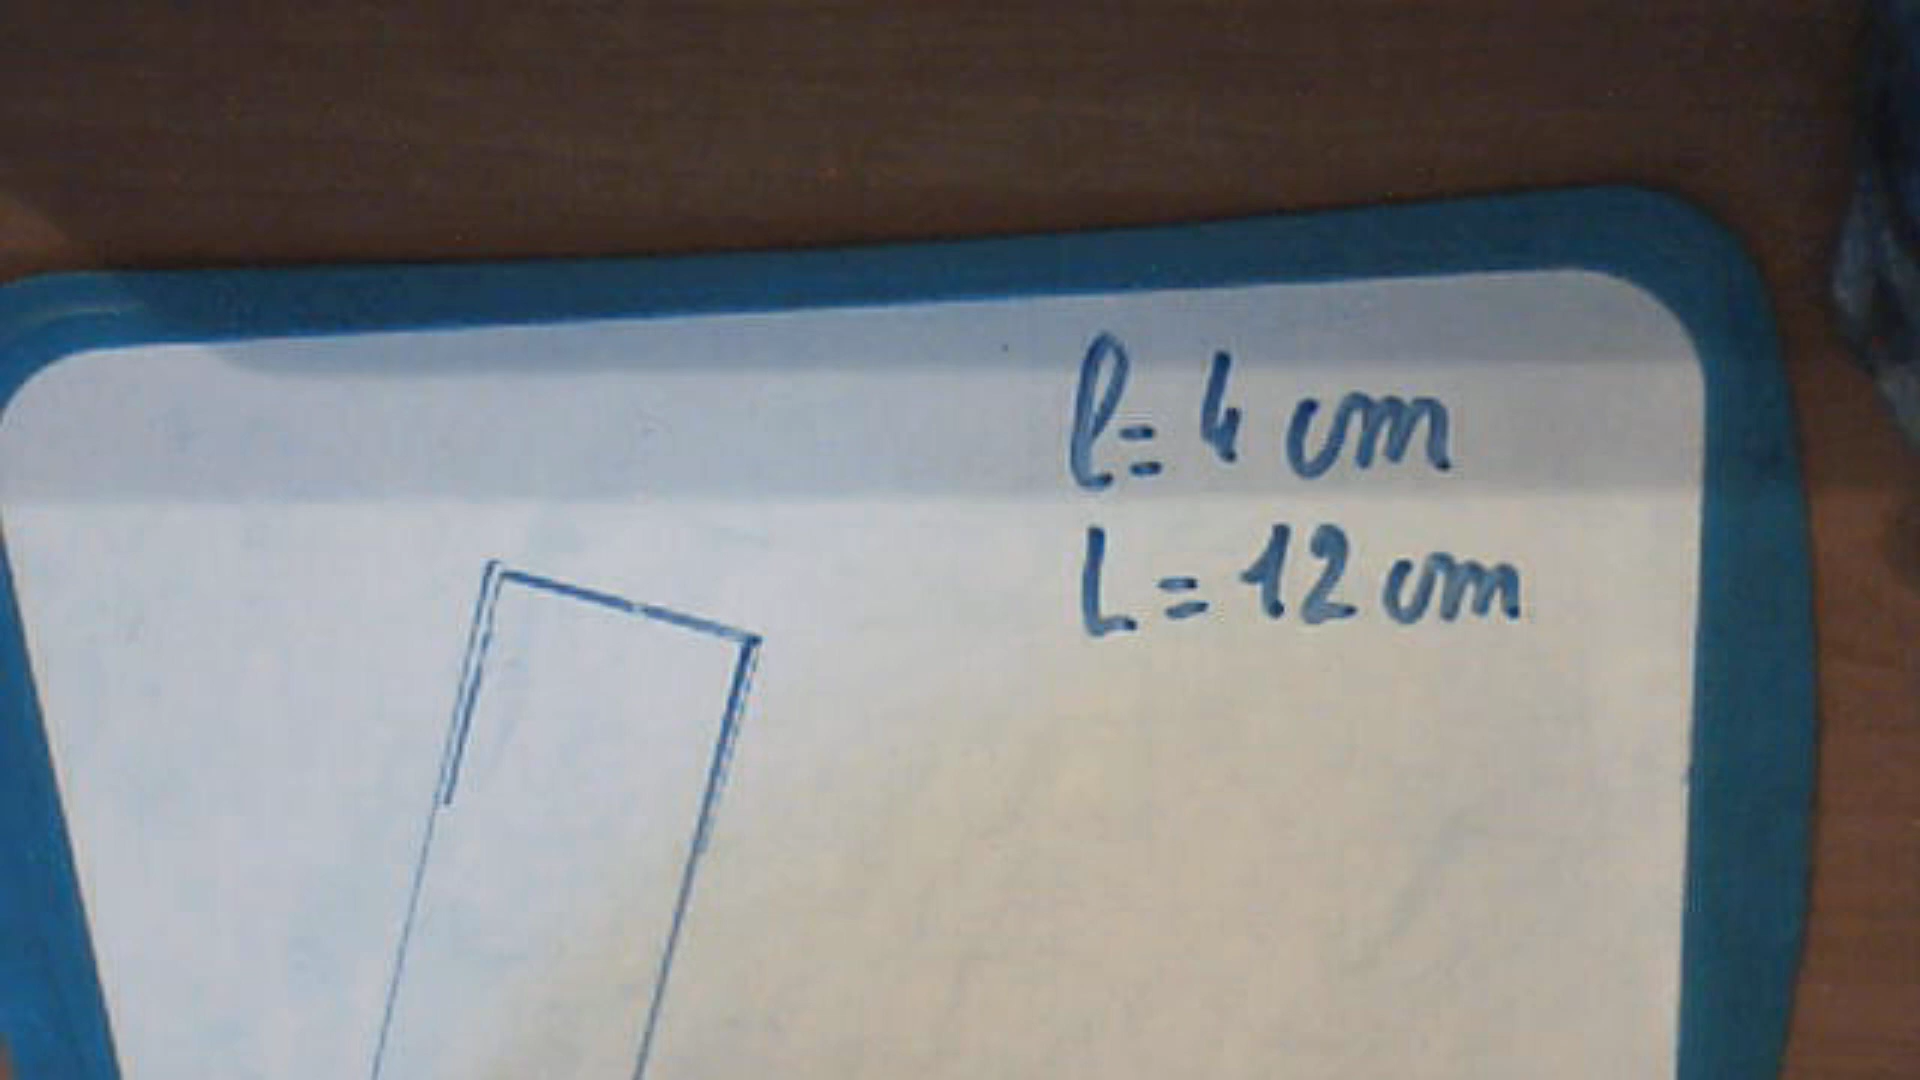 l = 4 cm
L = 12 cm